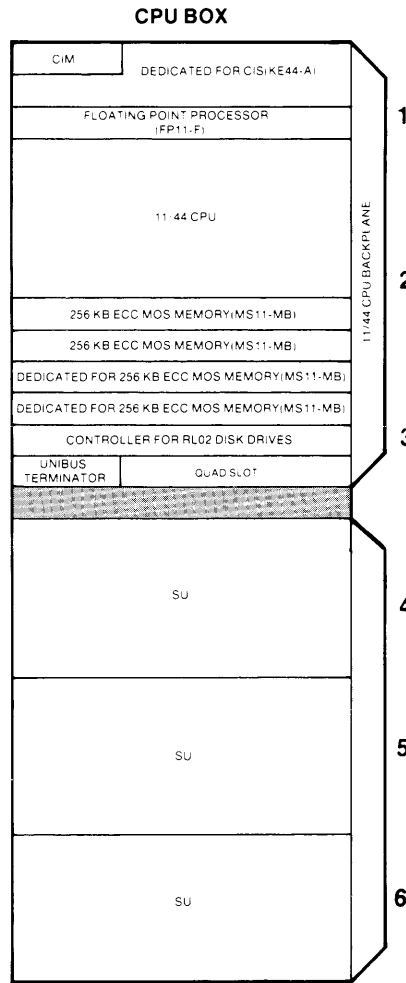 CPU BOX
CIM
DEDICATED FOR CIS(KE44-A)
1
FLOATING POINT PROCESSOR
(FP11-F)
11/44 CPU BACKPLANE
11/44 CPU
2
256 KB ECC MOS MEMORY(MS11-MB)
256 KB ECC MOS MEMORY(MS11-MB)
DEDICATED FOR 256 KB ECC MOS MEMORY(MS11-MB)
DEDICATED FOR 256 KB ECC MOS MEMORY(MS11-MB)
3
CONTROLLER FOR RL02 DISK DRIVES
UNIBUS
TERMINATOR
QUAD SLOT
SU
4
SU
5
SU
6